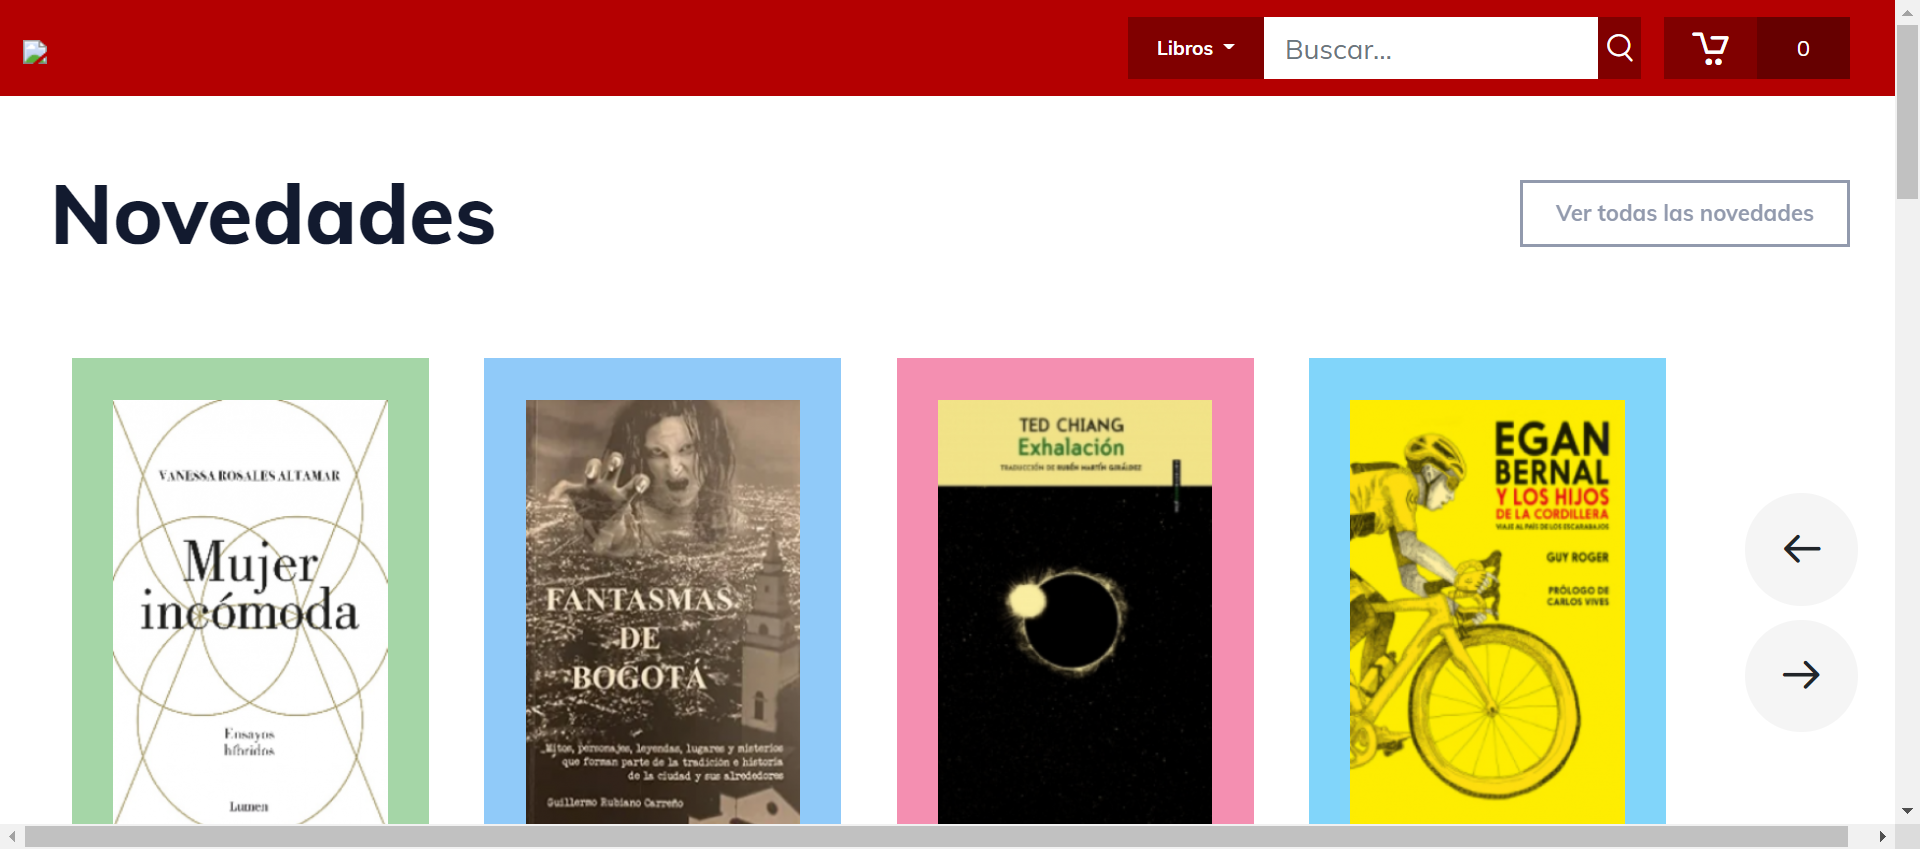 Libros
Buscar...
0
Novedades
Ver todas las novedades
VANESSA ROSALES ALTAMAR
Mujer
incómoda
Ensayos
híbridos
Lumen
FANTASMAS
DE
BOGOTÁ
Mitos, personajes, leyendas, lugares y misterios
que forman parte de la tradición e historia
de la ciudad y sus alrededores
Guillermo Rubiano Carreño
TED CHIANG
Exhalación
TRADUCCIÓN DE RUBÉN MARTÍN GIRÁLDEZ
EGAN
BERNAL
Y LOS HIJOS
DE LA CORDILLERA
VIAJE AL PAÍS DE LOS ESCARABAJOS
GUY ROGER
PRÓLOGO DE
CARLOS VIVES